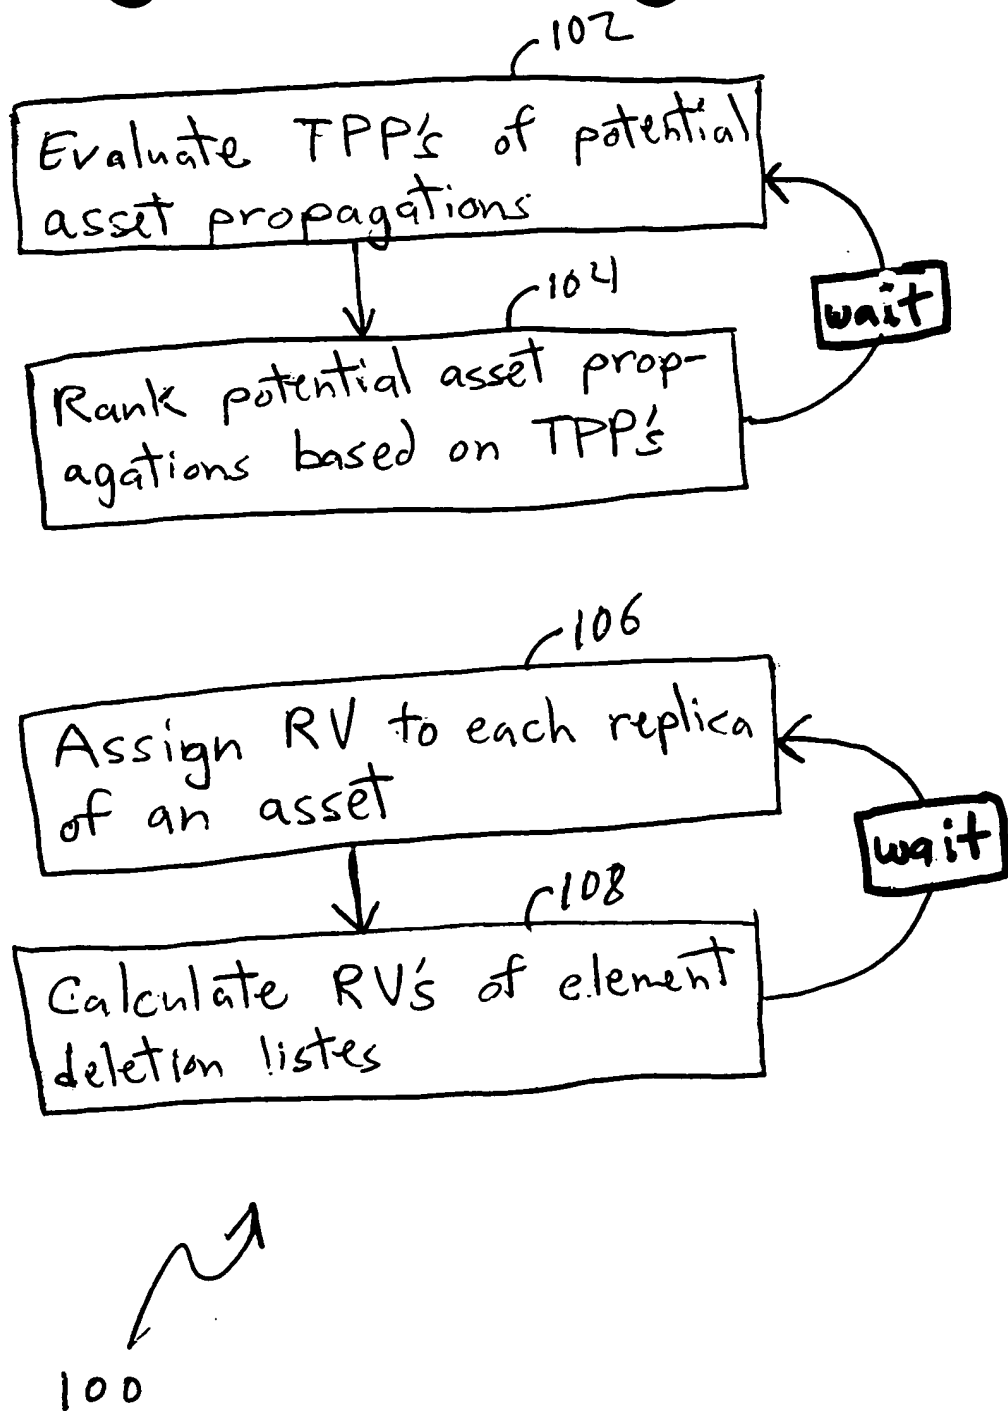 102
Evaluate TPP's of potential
asset propagations
wait
104
Rank potential asset prop-
agations based on TPP's
106
Assign RV to each replica
of an asset
wait
108
Calculate RV's of element
deletion listes
100